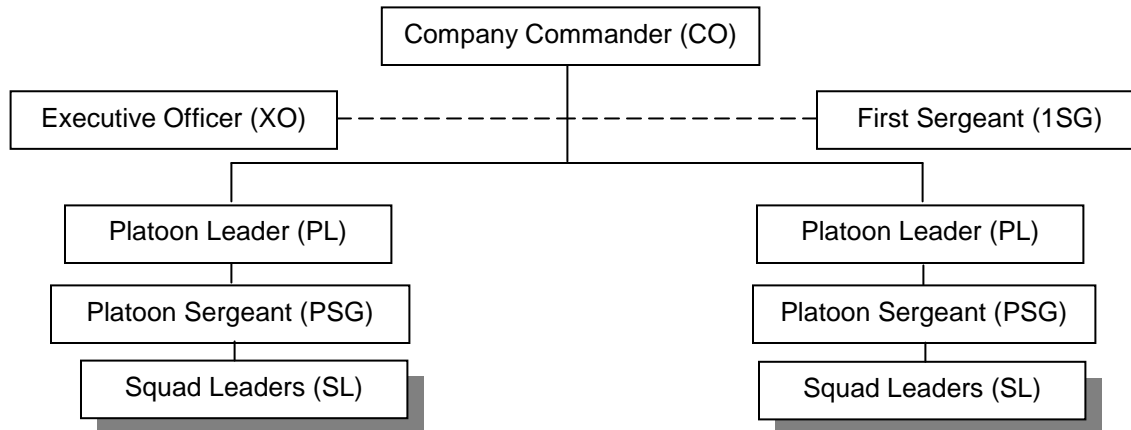 Company Commander (CO)
Executive Officer (XO)
First Sergeant (1SG)
Platoon Leader (PL)
Platoon Leader (PL)
Platoon Sergeant (PSG)
Platoon Sergeant (PSG)
Squad Leaders (SL)
Squad Leaders (SL)